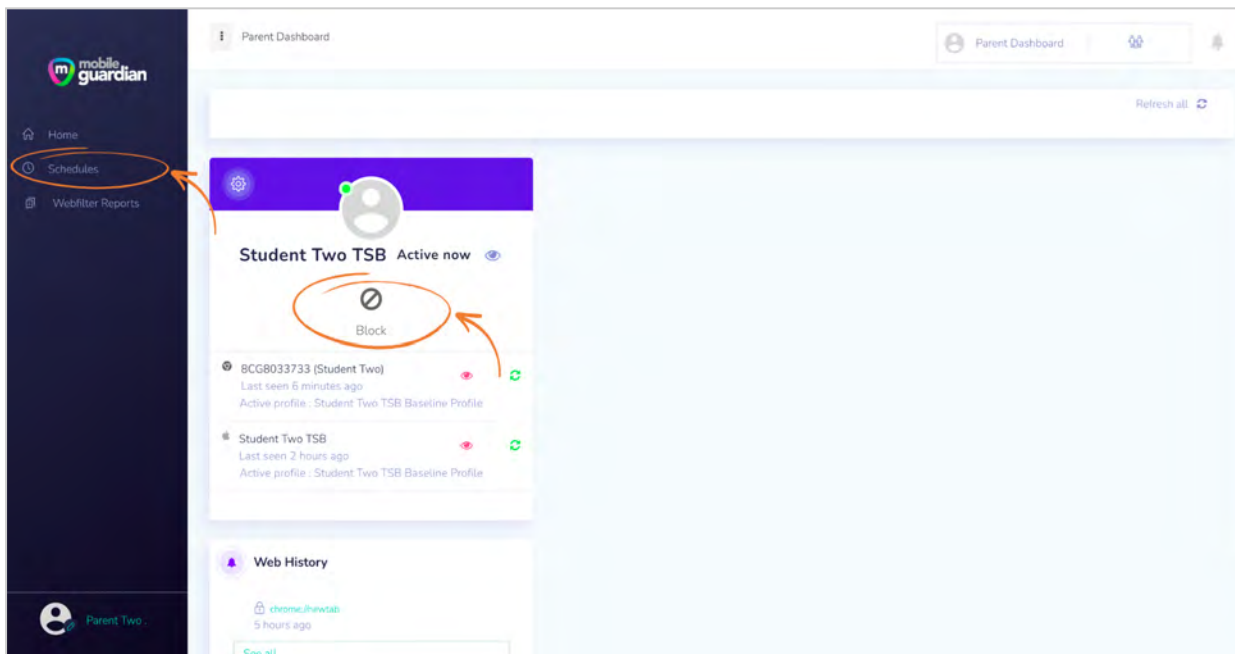 mobile
guardian
Home
Schedules
Webfilter Reports
Parent Two .
Parent Dashboard
Parent Dashboard
Refresh all
Student Two TSB Active now
Block
8CG8033733 (Student Two)
Last seen 6 minutes ago
Active profile : Student Two TSB Baseline Profile
Student Two TSB
Last seen 2 hours ago
Active profile : Student Two TSB Baseline Profile
Web History
chrome://newtab
5 hours ago
See all